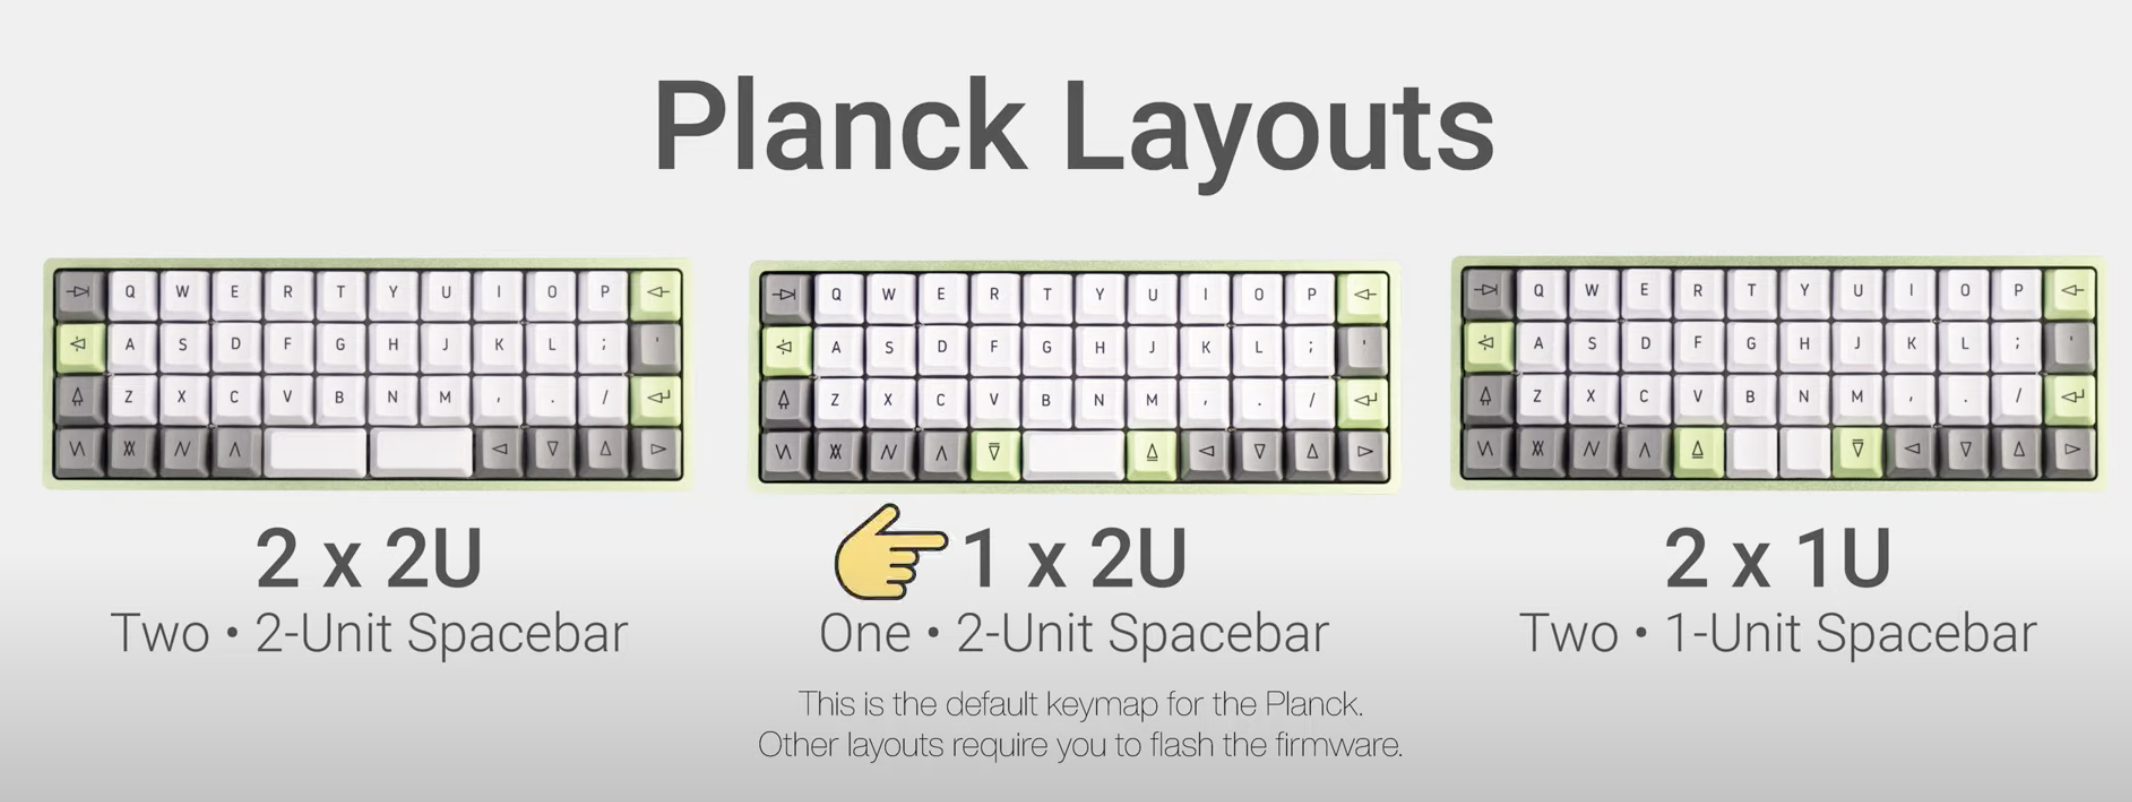 Planck Layouts
Q W E R T Y U I O P
A S D F G H J K L ; '
Z X C V B N M , . /
Q W E R T Y U I O P
A S D F G H J K L ; '
Z X C V B N M , . /
Q W E R T Y U I O P
A S D F G H J K L ; '
Z X C V B N M , . /
2 x 2U
Two • 2-Unit Spacebar
1 x 2U
One • 2-Unit Spacebar
This is the default keymap for the Planck.
Other layouts require you to flash the firmware.
2 x 1U
Two • 1-Unit Spacebar